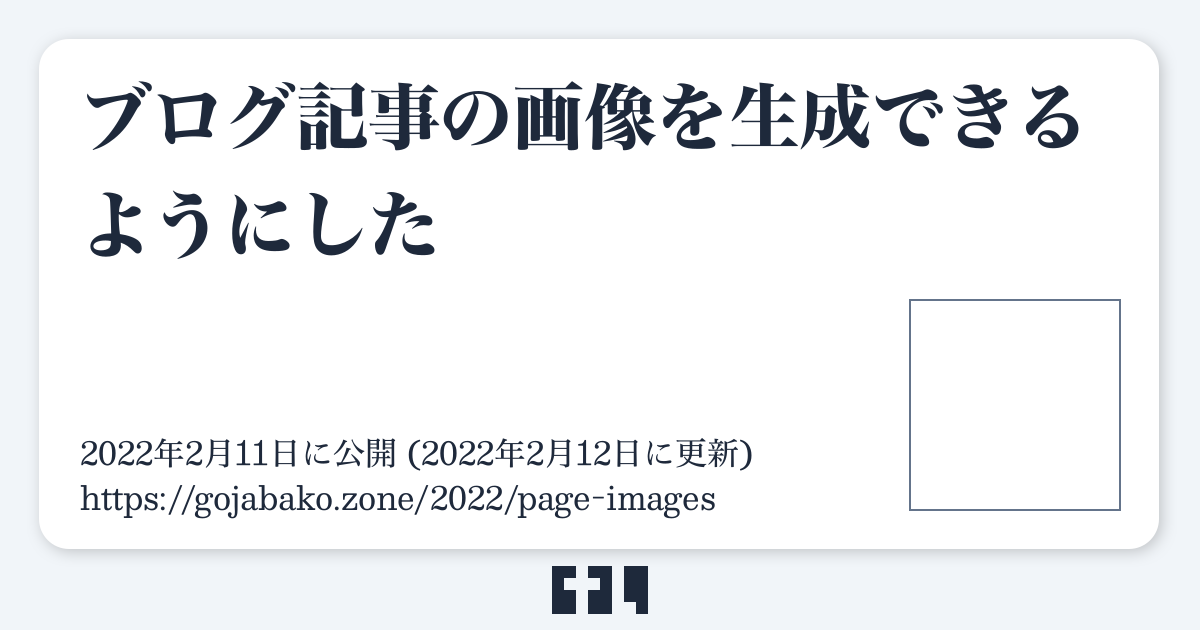 ブログ記事の画像を生成できる
ようにした
2022年2月11日に公開 (2022年2月12日に更新)
https://gojabako.zone/2022/page-images